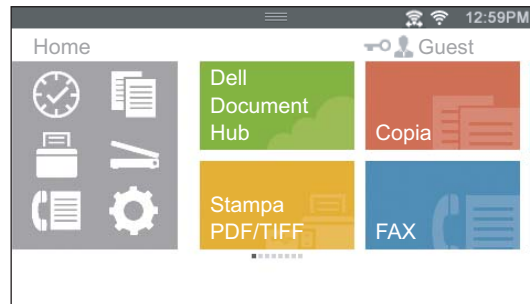 12:59PM
Home
Guest
Dell
Document
Hub
Copia
Stampa
PDF/TIFF
FAX